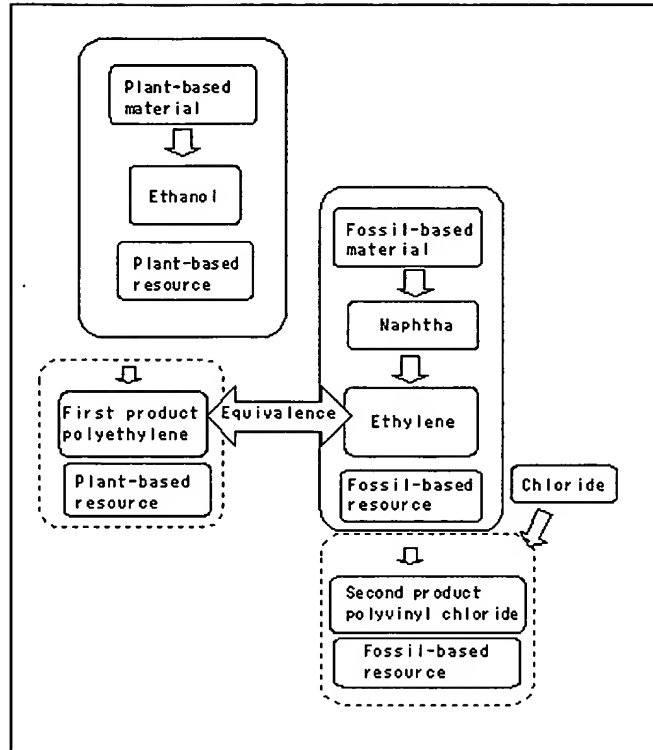 Plant-based
material
Ethanol
Plant-based
resource
First product
polyethylene
Plant-based
resource
Equivalence
Fossil-based
material
Naphtha
Ethylene
Fossil-based
resource
Chloride
Second product
polyvinyl chloride
Fossil-based
resource